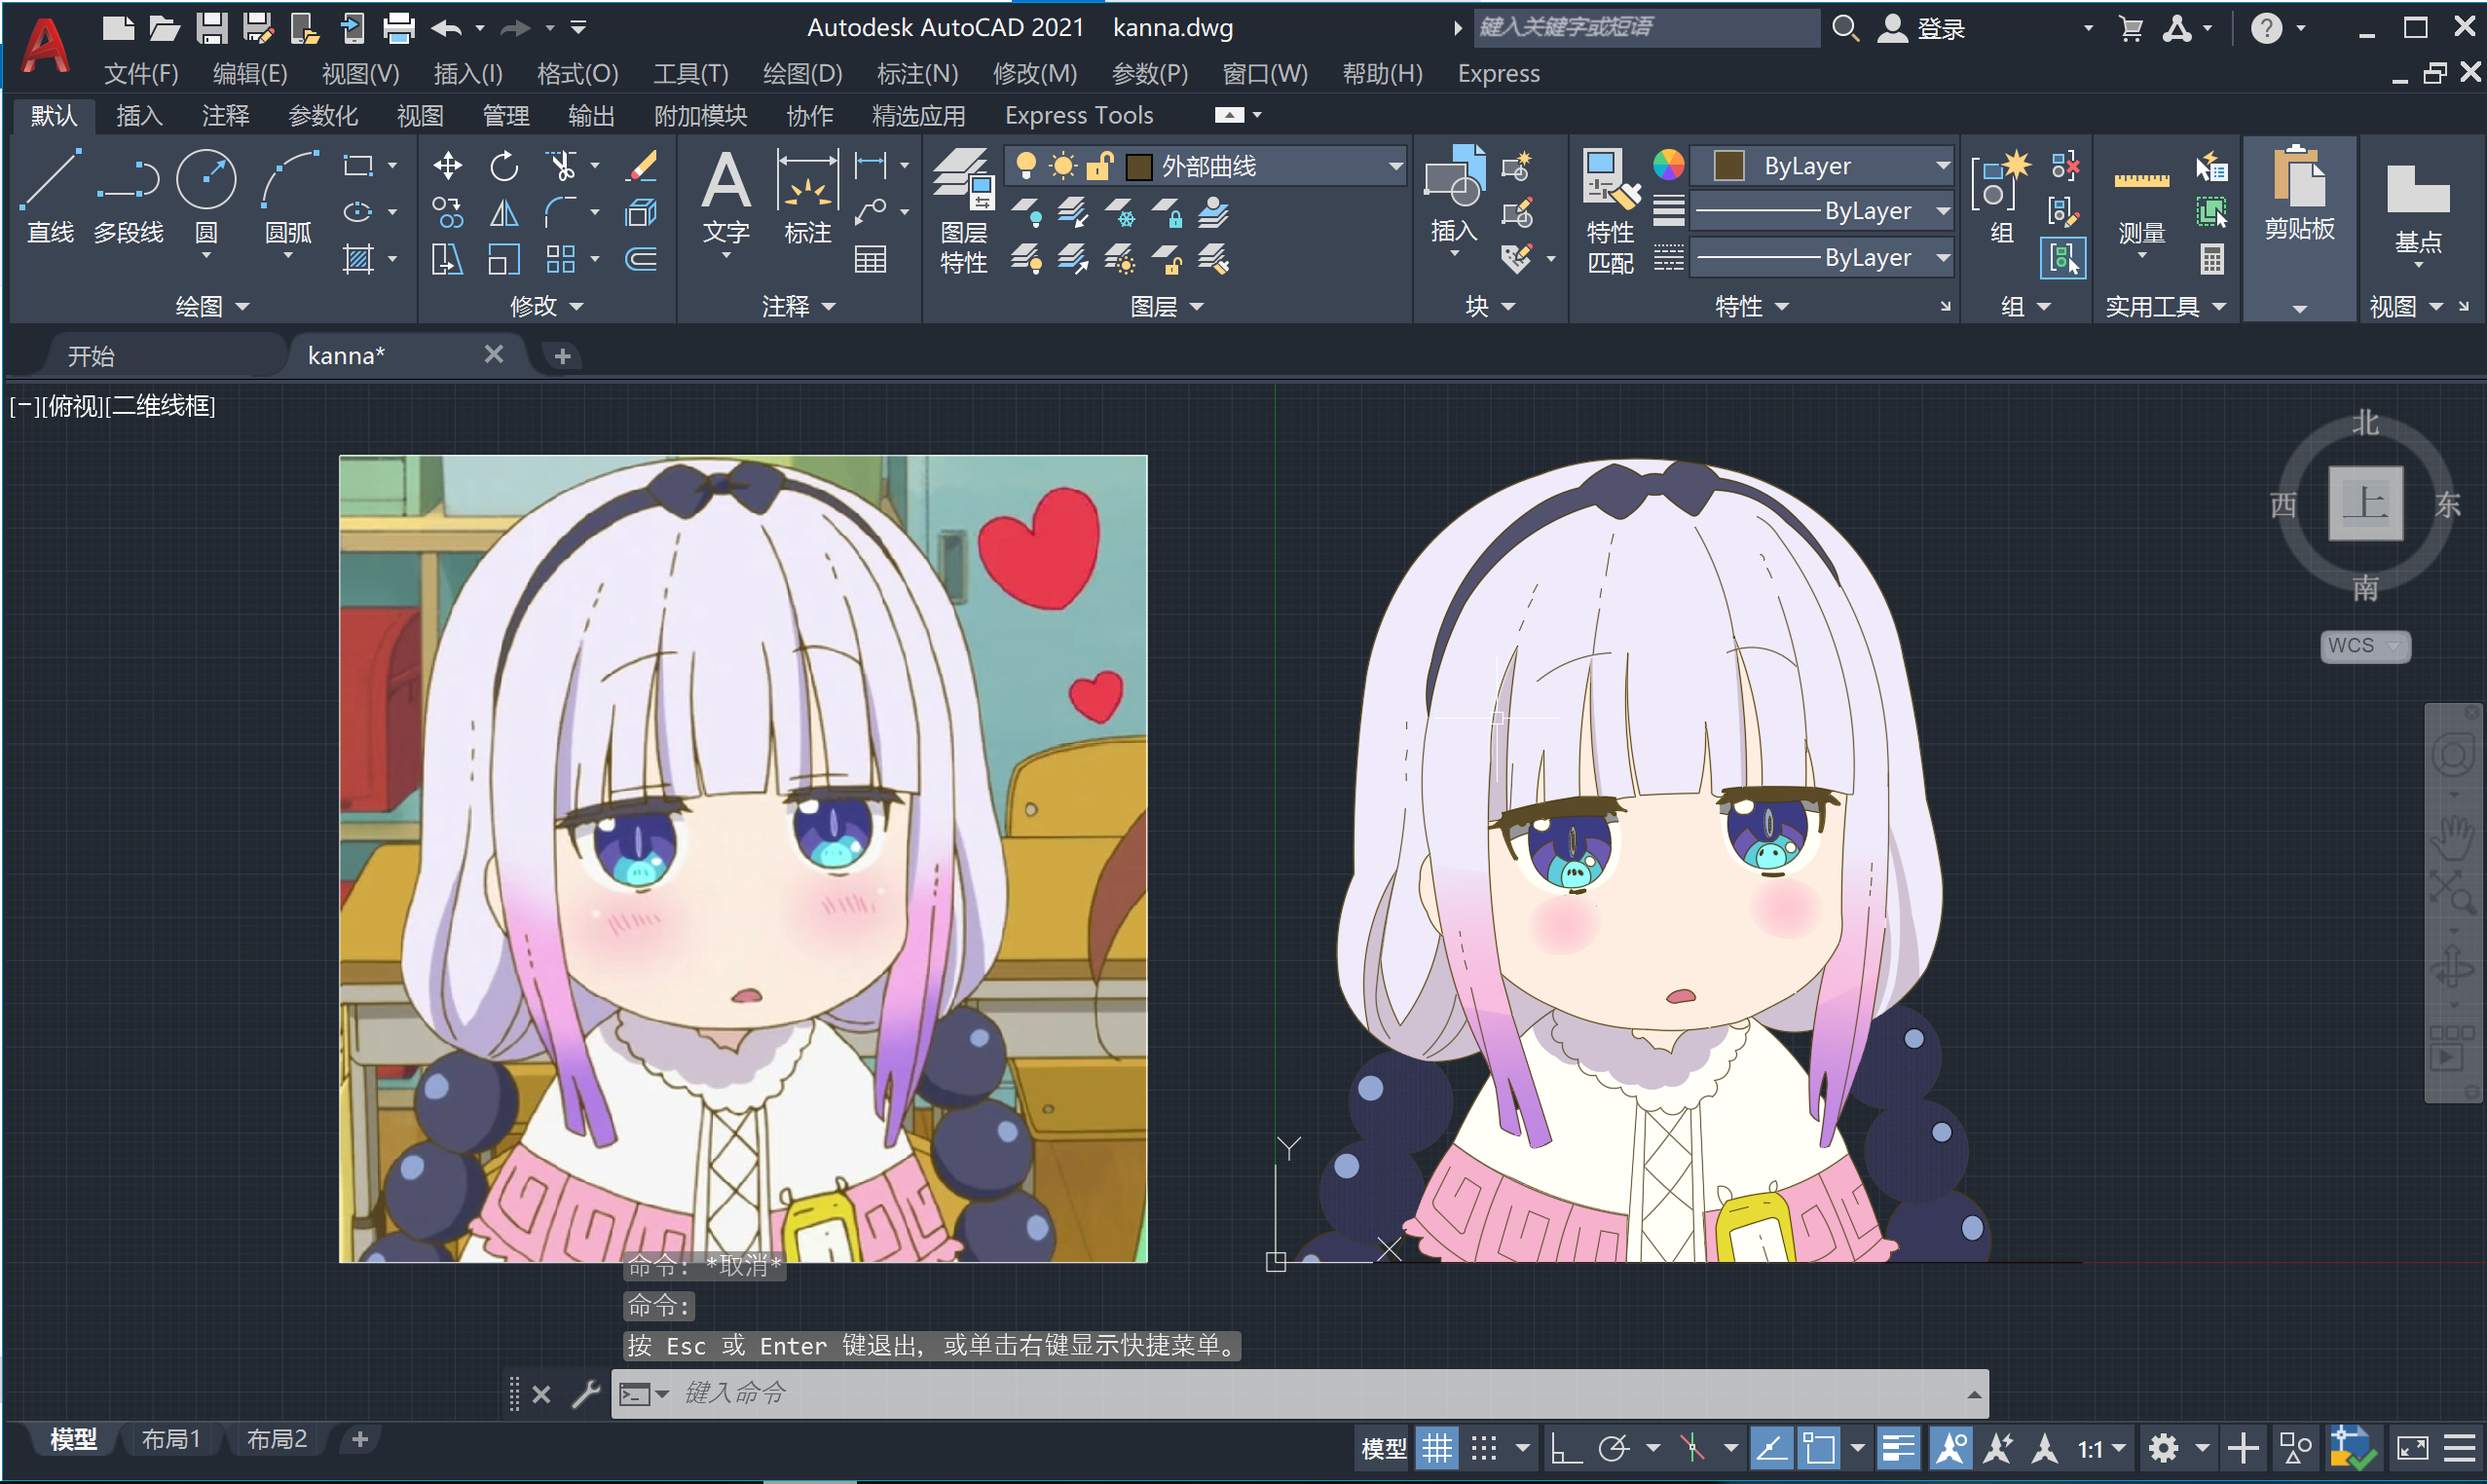 Autodesk AutoCAD 2021 kanna.dwg
键入关键字或短语
登录
文件(F) 编辑(E) 视图(V) 插入(I) 格式(O) 工具(T) 绘图(D) 标注(N) 修改(M) 参数(P) 窗口(W) 帮助(H) Express
默认 插入 注释 参数化 视图 管理 输出 附加模块 协作 精选应用 Express Tools
直线 多段线 圆 圆弧
绘图
修改
文字 标注
注释
图层
特性
外部曲线
图层
插入
块
特性
匹配
ByLayer
ByLayer
ByLayer
特性
组
组
测量
实用工具
剪贴板
基点
视图
开始 kanna*
[−][俯视][二维线框]
北
西 上 东
南
WCS
Y
X
命令: *取消*
命令:
按 Esc 或 Enter 键退出, 或单击右键显示快捷菜单。
键入命令
模型 布局1 布局2
模型 1:1